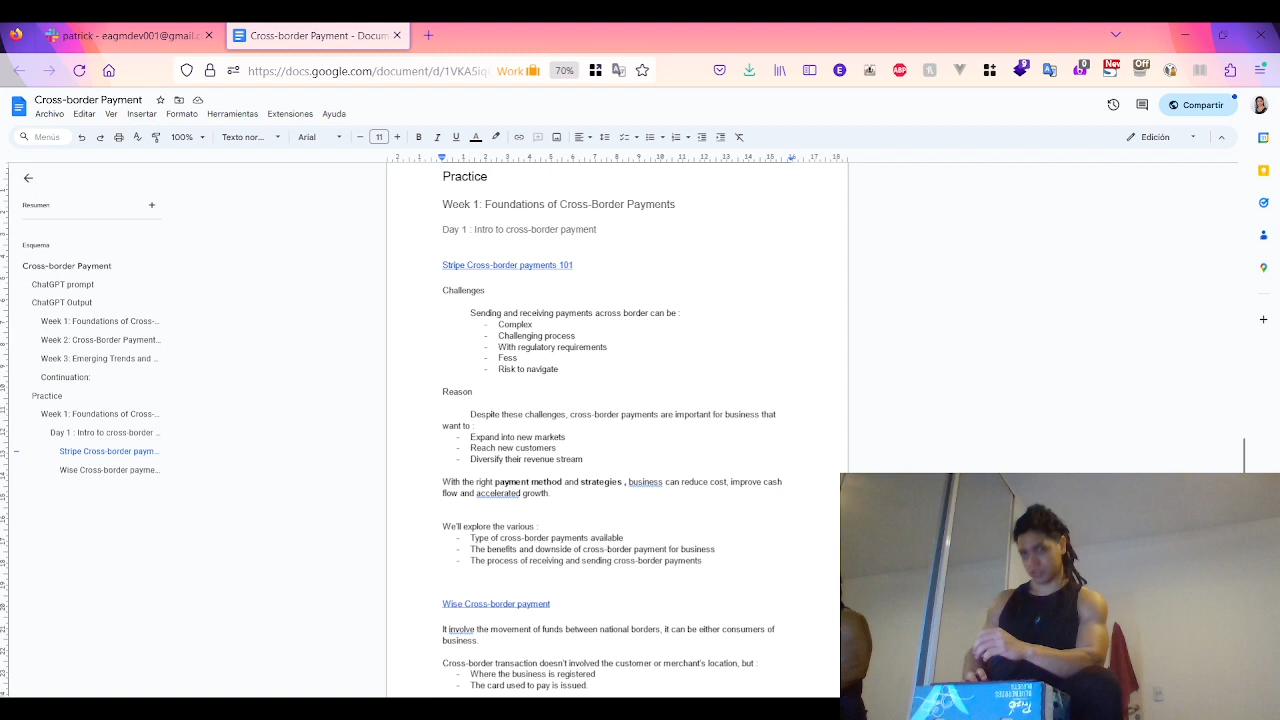 patrick - eaqmdev001@gmail.c
Cross-border Payment - Docum
https://docs.google.com/document/d/1VKA5iq
Work
70%
Cross-border Payment
Archivo Editar Ver Insertar Formato Herramientas Extensiones Ayuda
Compartir
Menús
100%
Texto nor...
Arial
11
Edición
Resumen
Esquema
Cross-border Payment
ChatGPT prompt
ChatGPT Output
Week 1: Foundations of Cross-...
Week 2: Cross-Border Payment...
Week 3: Emerging Trends and ...
Continuation:
Practice
Week 1: Foundations of Cross-...
Day 1 : Intro to cross-border ...
Stripe Cross-border paym...
Wise Cross-border payme...
Practice
Week 1: Foundations of Cross-Border Payments
Day 1 : Intro to cross-border payment
Stripe Cross-border payments 101
Challenges
Sending and receiving payments across border can be :
- Complex
- Challenging process
- With regulatory requirements
- Fess
- Risk to navigate
Reason
Despite these challenges, cross-border payments are important for business that
want to :
- Expand into new markets
- Reach new customers
- Diversify their revenue stream
With the right payment method and strategies , business can reduce cost, improve cash
flow and accelerated growth.
We'll explore the various :
- Type of cross-border payments available
- The benefits and downside of cross-border payment for business
- The process of receiving and sending cross-border payments
Wise Cross-border payment
It involve the movement of funds between national borders, it can be either consumers of
business.
Cross-border transaction doesn't involved the customer or merchant's location, but :
- Where the business is registered
- The card used to pay is issued.